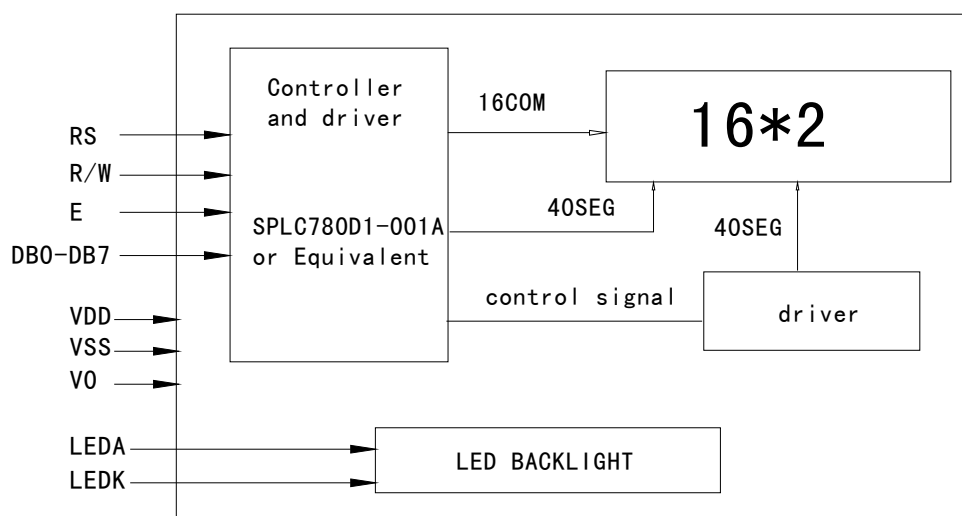 Controller
and driver
SPLC780D1-001A
or Equivalent
RS
R/W
E
DB0-DB7
VDD
VSS
V0
LEDA
LEDK
16COM
16*2
40SEG
40SEG
control signal
driver
LED BACKLIGHT